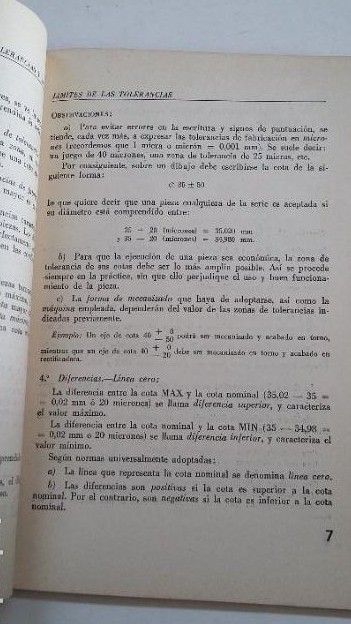 LIMITES DE LAS TOLERANCIAS
OBSERVACIONES:
a) Para evitar errores en la escritura y signos de puntuación, se
tiende, cada vez más, a expresar las tolerancias de fabricación en micro-
nes (recordemos que 1 micra o micrón = 0,001 mm). Se suele decir:
un juego de 40 micrones, una zona de tolerancia de 25 micras, etc.
Por consiguiente, sobre un dibujo debe escribirse la cota de la si-
guiente forma:
35 ± 
lo que quiere decir que una pieza cualquiera de la serie es aceptada si
su diámetro está comprendido entre:
35 + 20 (micrones) = 35,020 mm.
y 35 — 20 (micrones) = 34,980 mm.
b) Para que la ejecución de una pieza sea económica, la zona de
tolerancia de sus cotas debe ser lo más amplio posible. Así se procede
siempre en la práctica, sin que ello perjudique el uso y buen funciona-
miento de la pieza.
c) La forma de mecanizado que haya de adoptarse, así como la
máquina empleada, dependerán del valor de las zonas de tolerancias in-
dicadas previamente.
Ejemplo: Un eje de cota 40 podrá ser mecanizado y acabado en torno,
mientras que un eje de cota 40 debe ser mecanizado en torno y acabado en
rectificadora.
4.º Diferencias.—Línea cero:
La diferencia entre la cota MAX y la cota nominal (35,02 — 35 =
= 0,02 mm ó 20 micrones) se llama diferencia superior, y caracteriza
el valor máximo.
La diferencia entre la cota nominal y la cota MIN (35 — 34,98 =
= 0,02 mm o 20 micrones) se llama diferencia inferior, y caracteriza el
valor mínimo.
Según normas universalmente adoptadas:
a) La línea que representa la cota nominal se denomina línea cero.
b) Las diferencias son positivas si la cota es superior a la cota
nominal. Por el contrario, son negativas si la cota es inferior a la cota
nominal.
7